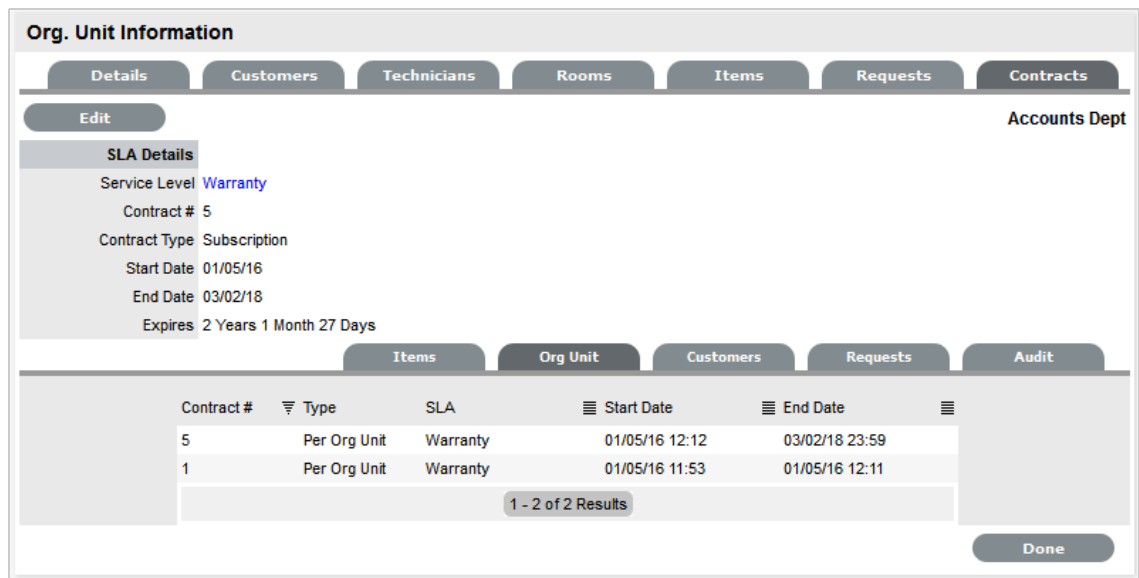 Org. Unit Information
Details Customers Technicians Rooms Items Requests Contracts
Edit Accounts Dept
SLA Details
Service Level Warranty
Contract # 5
Contract Type Subscription
Start Date 01/05/16
End Date 03/02/18
Expires 2 Years 1 Month 27 Days
Items Org Unit Customers Requests Audit
Contract # Type SLA Start Date End Date
5 Per Org Unit Warranty 01/05/16 12:12 03/02/18 23:59
1 Per Org Unit Warranty 01/05/16 11:53 01/05/16 12:11
1 - 2 of 2 Results
Done